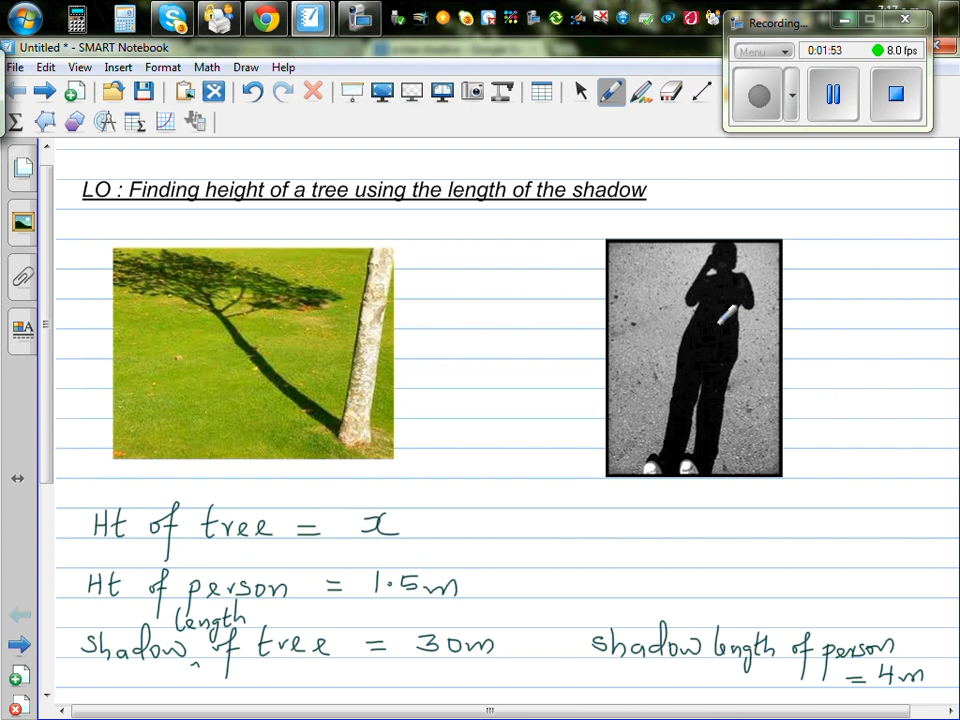 Recording...
Untitled * - SMART Notebook
Menu
00:01:53
8.0 fps
File Edit View Insert Format Math Draw Help
LO : Finding height of a tree using the length of the shadow
Ht of tree = x
Ht of person = 1.5m
length
shadow ^ of tree = 30m
shadow length of person
= 4m